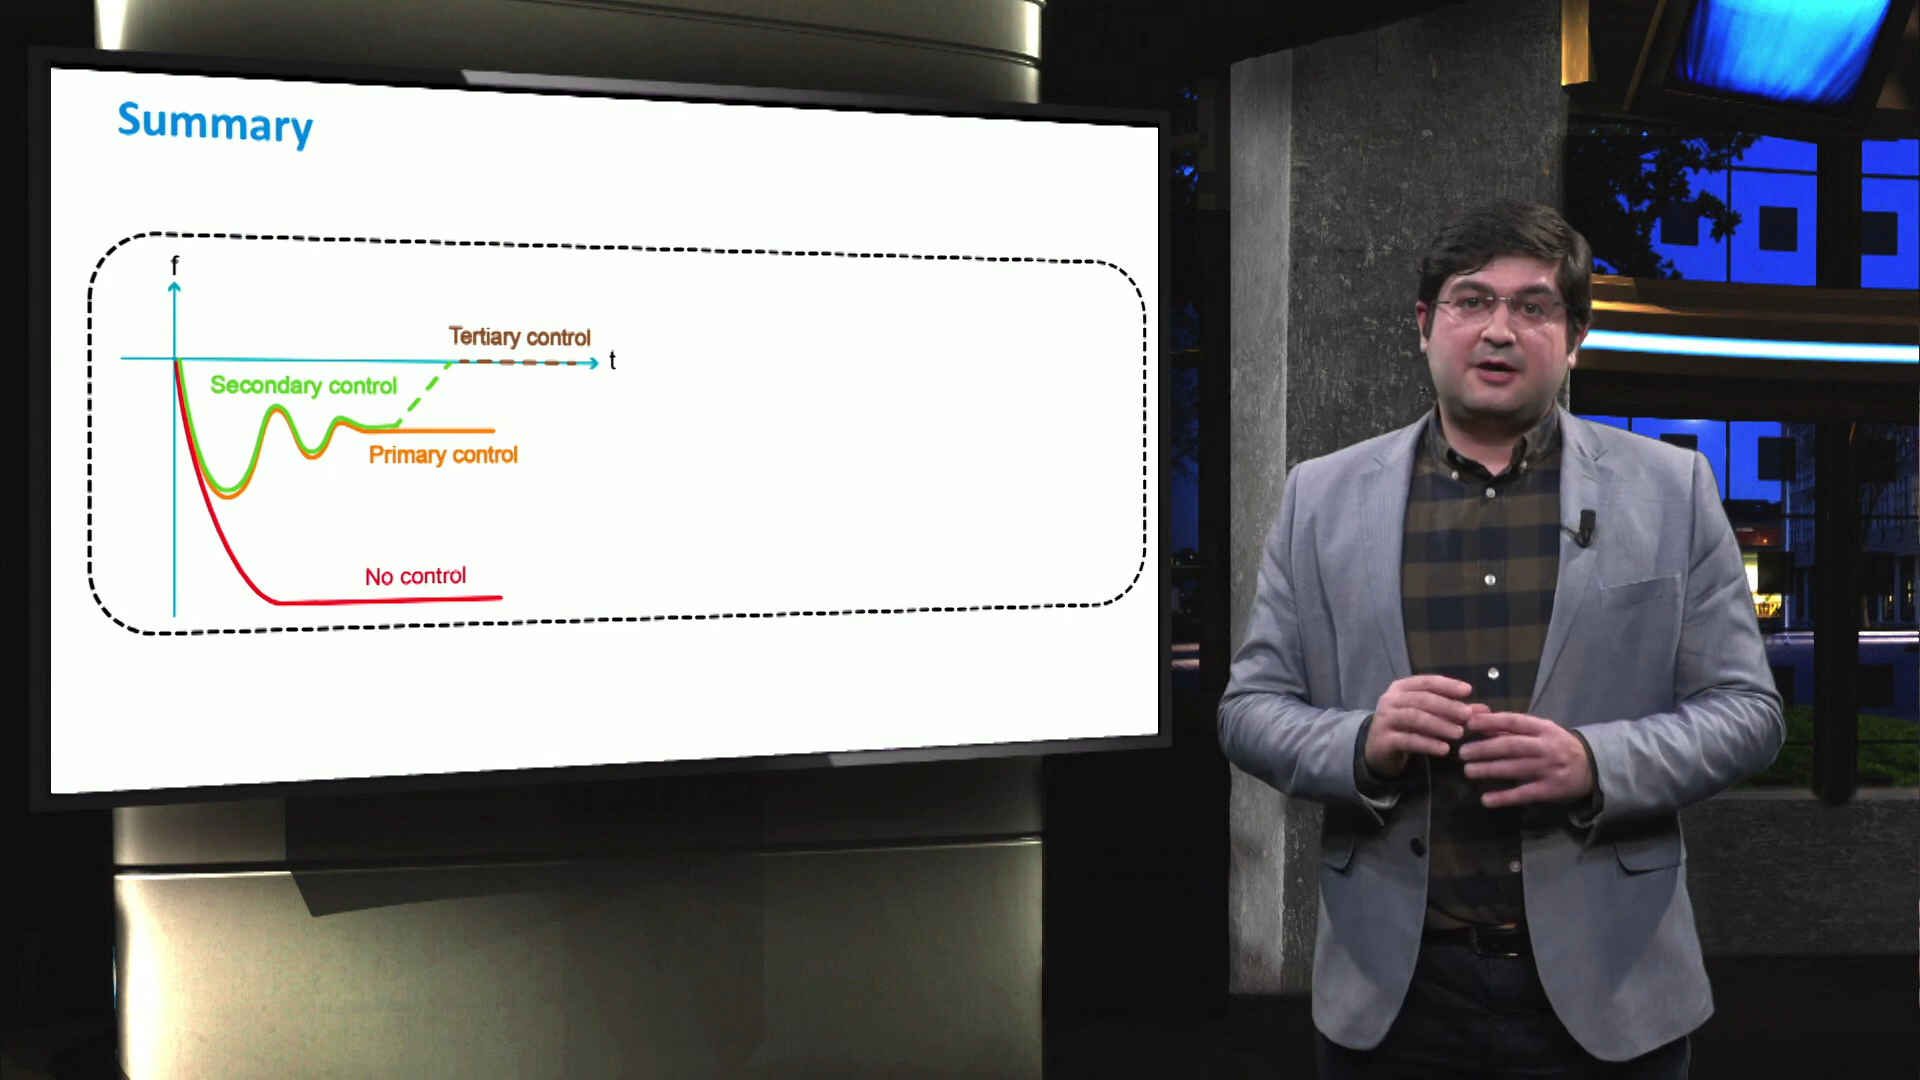 Summary
f
Tertiary control
t
Secondary control
Primary control
No control